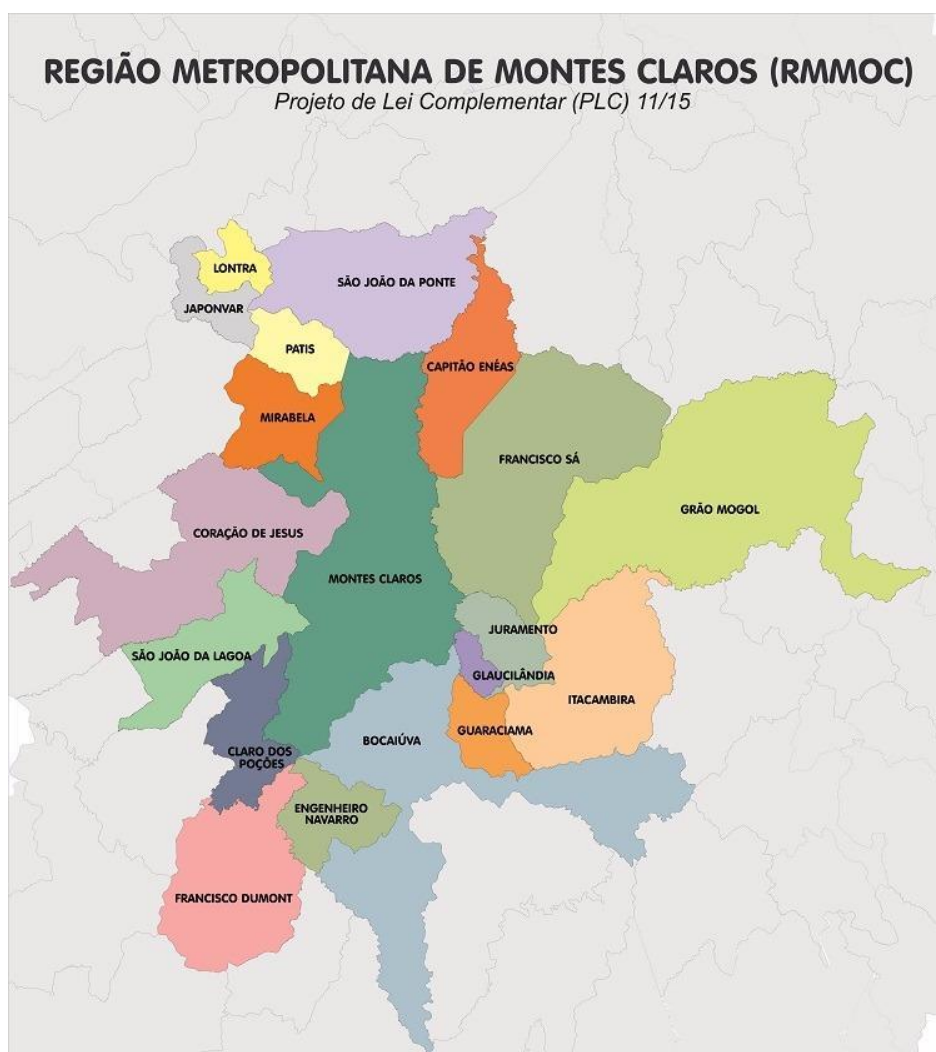 REGIÃO METROPOLITANA DE MONTES CLAROS (RMMOC)
Projeto de Lei Complementar (PLC) 11/15
LONTRA
SÃO JOÃO DA PONTE
JAPONVAR
PATIS
CAPITÃO ENÉAS
MIRABELA
FRANCISCO SÁ
GRÃO MOGOL
CORAÇÃO DE JESUS
MONTES CLAROS
JURAMENTO
SÃO JOÃO DA LAGOA
GLAUCILÂNDIA
ITACAMBIRA
GUARACIAMA
BOCAIÚVA
CLARO DOS
POÇÕES
ENGENHEIRO
NAVARRO
FRANCISCO DUMONT